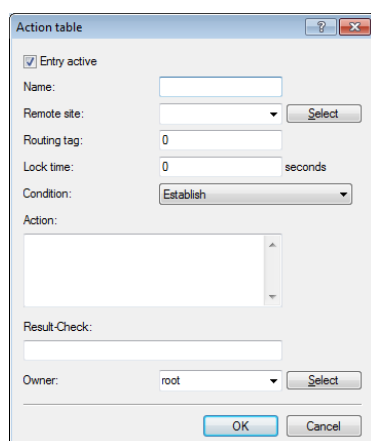 Action table
Entry active
Name:
Remote site:
Select
Routing tag:
0
Lock time:
0
seconds
Condition:
Establish
Action:
Result-Check:
Owner:
root
Select
OK
Cancel